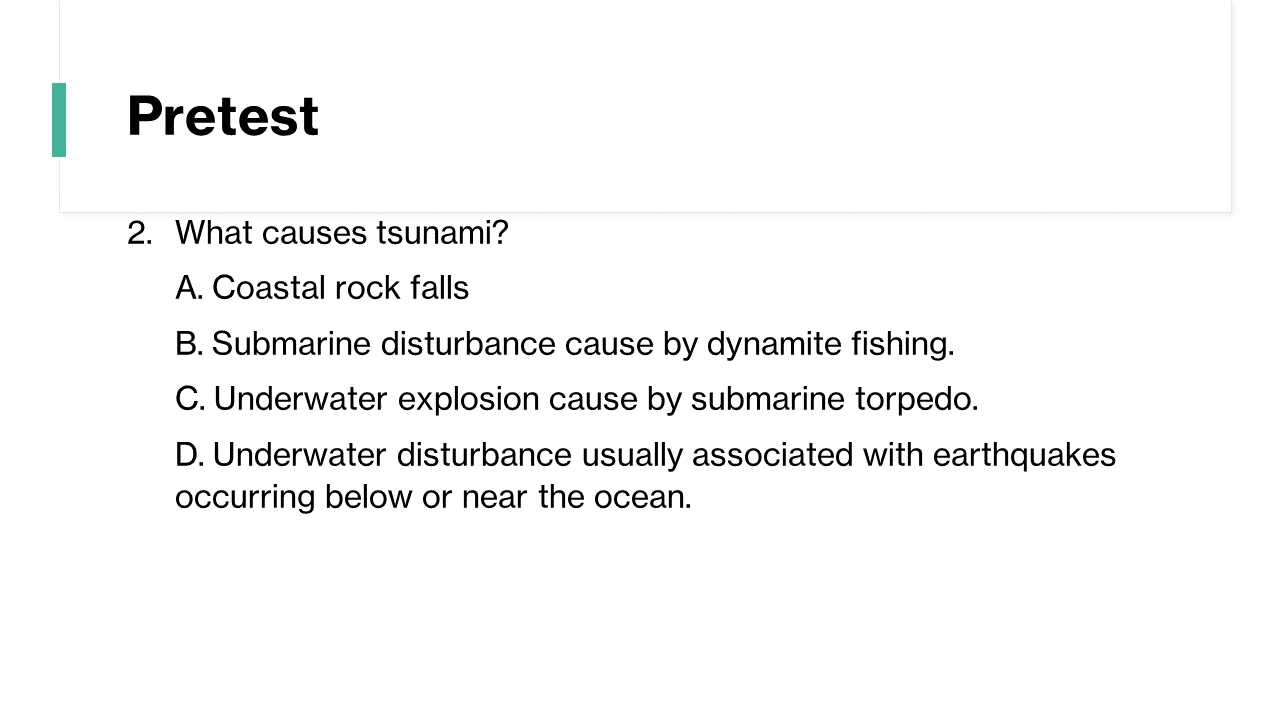 Pretest
2. What causes tsunami?
A. Coastal rock falls
B. Submarine disturbance cause by dynamite fishing.
C. Underwater explosion cause by submarine torpedo.
D. Underwater disturbance usually associated with earthquakes
occurring below or near the ocean.